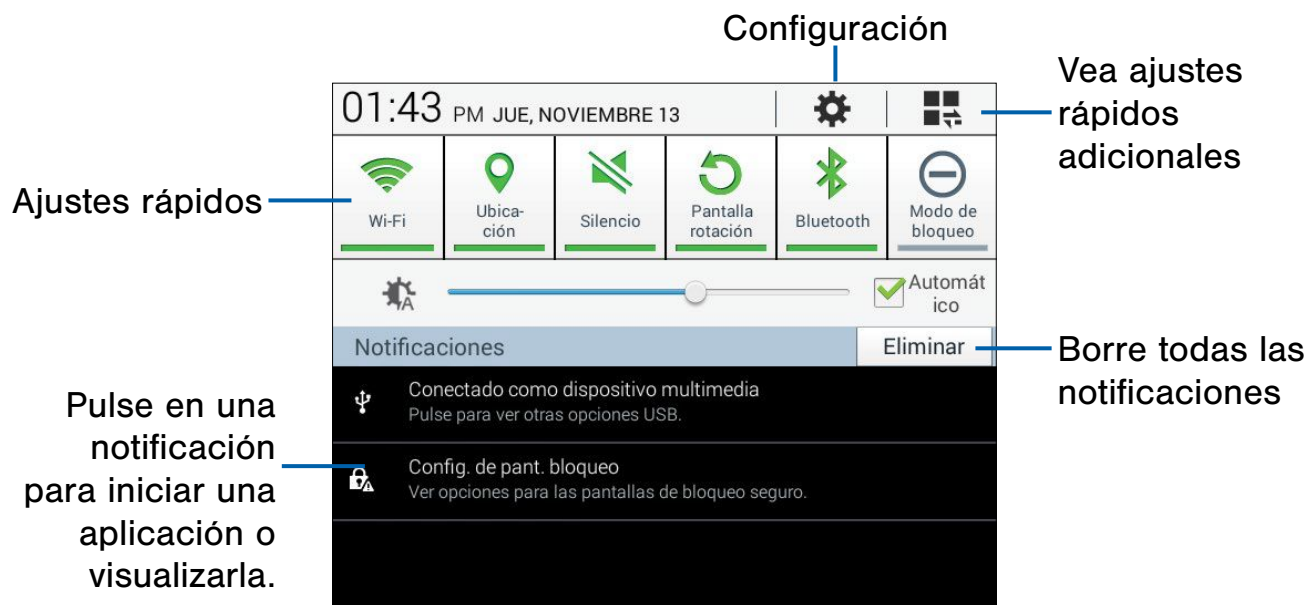 Configuración
Vea ajustes
rápidos
adicionales
01:43 PM JUE, NOVIEMBRE 13
Ajustes rápidos
Wi-Fi
Ubica-
ción
Silencio
Pantalla
rotación
Bluetooth
Modo de
bloqueo
A
Automát
ico
Notificaciones
Eliminar
Borre todas las
notificaciones
Conectado como dispositivo multimedia
Pulse para ver otras opciones USB.
Pulse en una
notificación
para iniciar una
aplicación o
visualizarla.
Config. de pant. bloqueo
Ver opciones para las pantallas de bloqueo seguro.